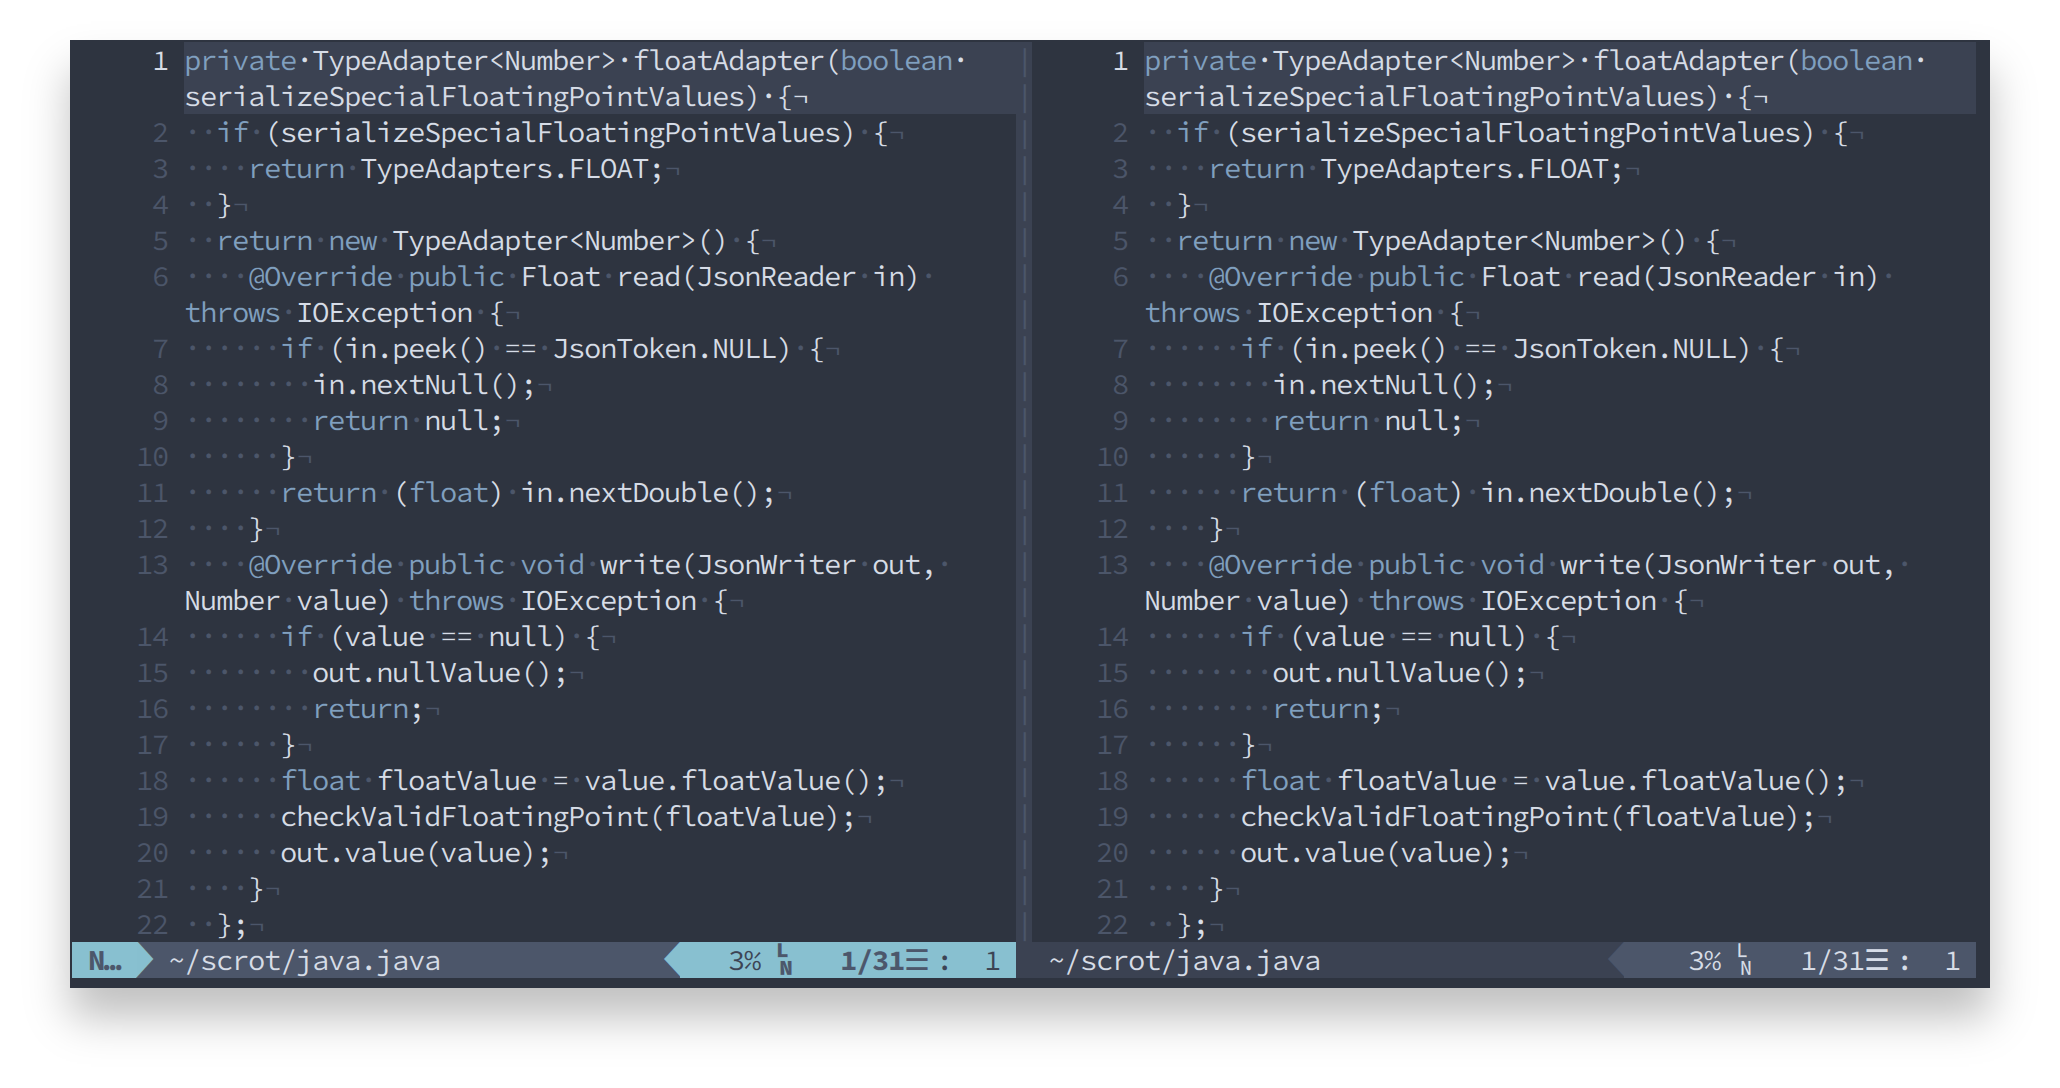 1 private·TypeAdapter<Number>·floatAdapter(boolean·
serializeSpecialFloatingPointValues)·{¬
2 ··if·(serializeSpecialFloatingPointValues)·{¬
3 ····return·TypeAdapters.FLOAT;¬
4 ··}¬
5 ··return·new·TypeAdapter<Number>()·{¬
6 ····@Override·public·Float·read(JsonReader·in)·
throws·IOException·{¬
7 ······if·(in.peek()·==·JsonToken.NULL)·{¬
8 ········in.nextNull();¬
9 ········return·null;¬
10 ······}¬
11 ······return·(float)·in.nextDouble();¬
12 ····}¬
13 ····@Override·public·void·write(JsonWriter·out,·
Number·value)·throws·IOException·{¬
14 ······if·(value·==·null)·{¬
15 ········out.nullValue();¬
16 ········return;¬
17 ······}¬
18 ······float·floatValue·=·value.floatValue();¬
19 ······checkValidFloatingPoint(floatValue);¬
20 ······out.value(value);¬
21 ····}¬
22 ··};¬
N… ~/scrot/java.java 3% LN 1/31☰ : 1
1 private·TypeAdapter<Number>·floatAdapter(boolean·
serializeSpecialFloatingPointValues)·{¬
2 ··if·(serializeSpecialFloatingPointValues)·{¬
3 ····return·TypeAdapters.FLOAT;¬
4 ··}¬
5 ··return·new·TypeAdapter<Number>()·{¬
6 ····@Override·public·Float·read(JsonReader·in)·
throws·IOException·{¬
7 ······if·(in.peek()·==·JsonToken.NULL)·{¬
8 ········in.nextNull();¬
9 ········return·null;¬
10 ······}¬
11 ······return·(float)·in.nextDouble();¬
12 ····}¬
13 ····@Override·public·void·write(JsonWriter·out,·
Number·value)·throws·IOException·{¬
14 ······if·(value·==·null)·{¬
15 ········out.nullValue();¬
16 ········return;¬
17 ······}¬
18 ······float·floatValue·=·value.floatValue();¬
19 ······checkValidFloatingPoint(floatValue);¬
20 ······out.value(value);¬
21 ····}¬
22 ··};¬
~/scrot/java.java 3% LN 1/31☰ : 1